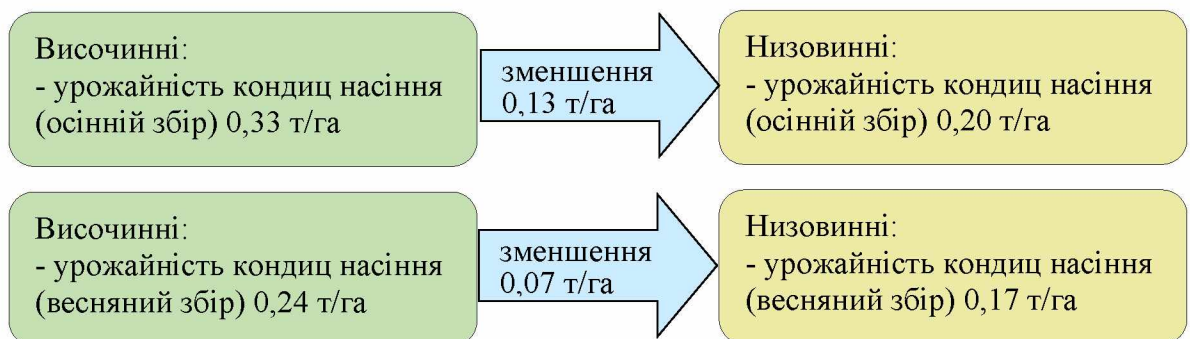 Височинні:
- урожайність кондиц насіння
(осінній збір) 0,33 т/га
зменшення
0,13 т/га
Низовинні:
- урожайність кондиц насіння
(осінній збір) 0,20 т/га
Височинні:
- урожайність кондиц насіння
(весняний збір) 0,24 т/га
зменшення
0,07 т/га
Низовинні:
- урожайність кондиц насіння
(весняний збір) 0,17 т/га